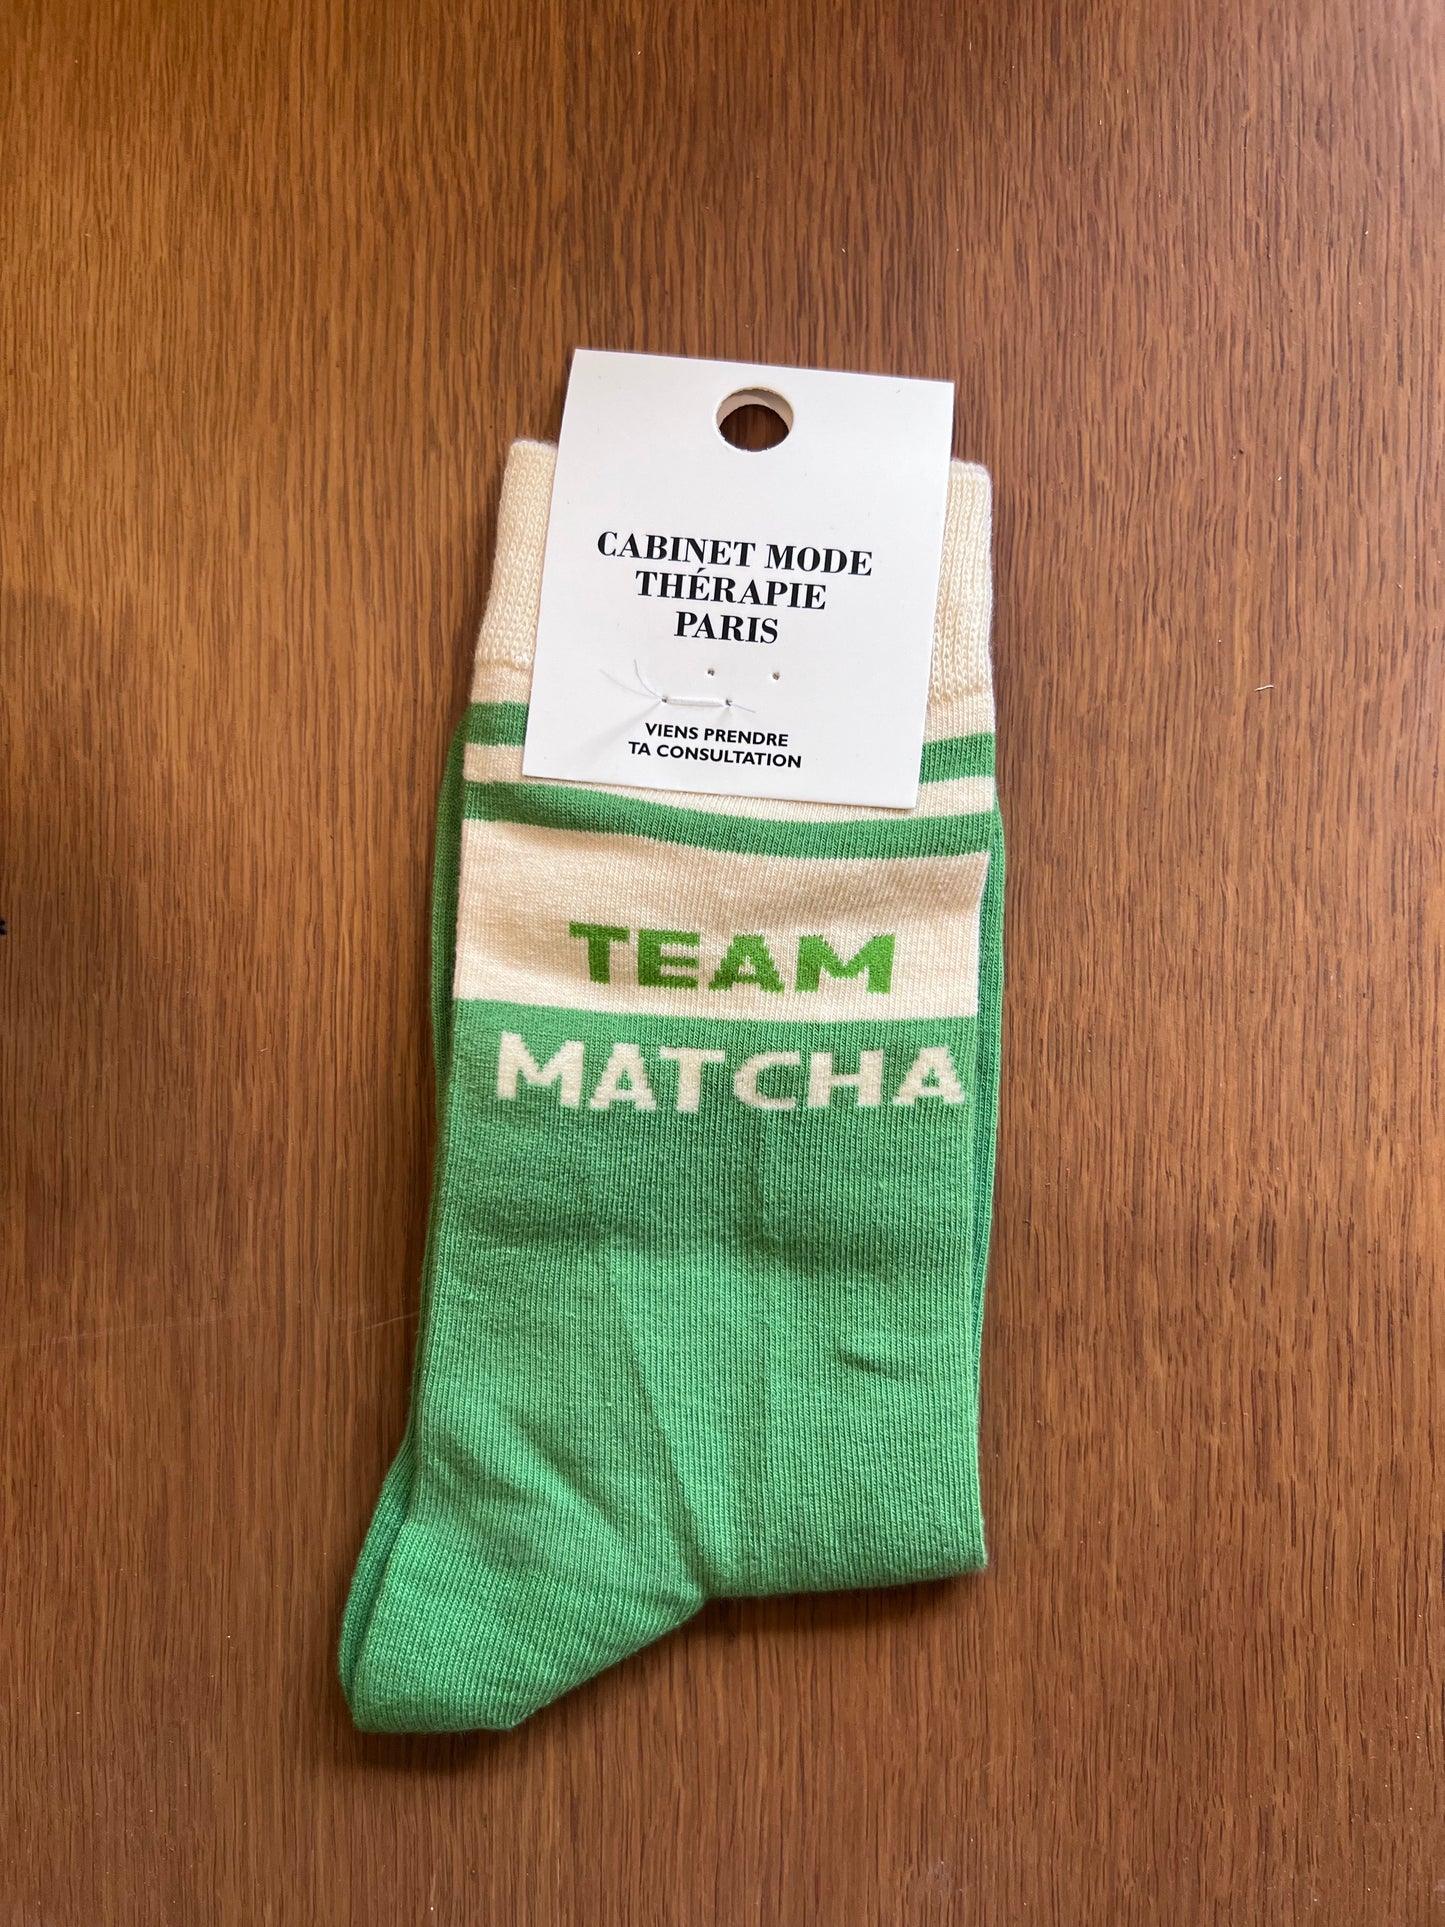 CABINET MODE
THÉRAPIE
PARIS
VIENS PRENDRE
TA CONSULTATION
TEAM
MATCHA